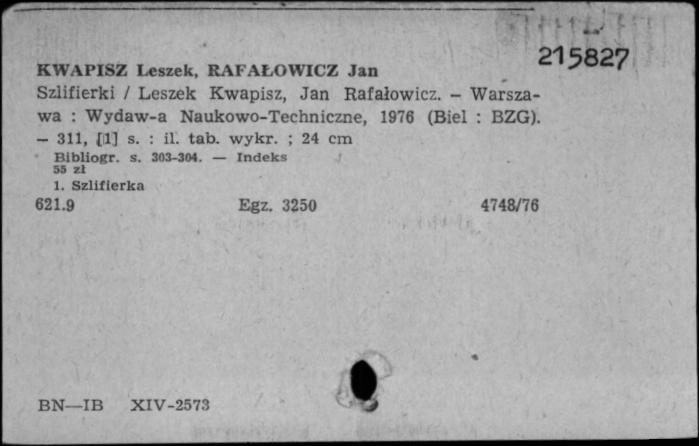 215827
KWAPISZ Leszek, RAFAŁOWICZ Jan
Szlifierki / Leszek Kwapisz, Jan Rafałowicz. – Warsza-
wa : Wydaw-a Naukowo-Techniczne, 1976 (Biel : BZG).
– 311, [1] s. : il. tab. wykr. ; 24 cm
Bibliogr. s. 303-304. — Indeks
55 zł
1. Szlifierka
621.9 Egz. 3250 4748/76
BN—IB XIV-2573